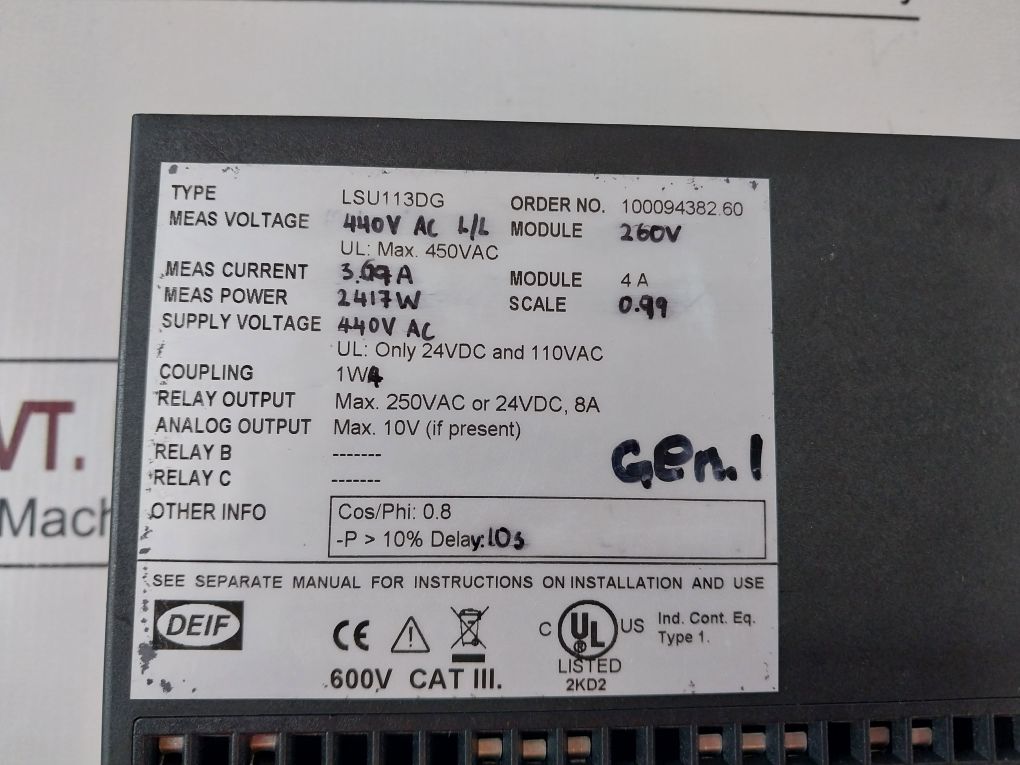 TYPE LSU113DG ORDER NO. 100094382.60
MEAS VOLTAGE 440V AC L/L MODULE 260V
UL: Max. 450VAC
MEAS CURRENT A MODULE 4 A
MEAS POWER 2417W SCALE 0.99
SUPPLY VOLTAGE 440V AC
UL: Only 24VDC and 110VAC
COUPLING 1W4
RELAY OUTPUT Max. 250VAC or 24VDC, 8A
ANALOG OUTPUT Max. 10V (if present)
RELAY B -------
RELAY C -------
Gen.1
OTHER INFO Cos/Phi: 0.8
-P > 10% Delay:10s
SEE SEPARATE MANUAL FOR INSTRUCTIONS ON INSTALLATION AND USE
DEIF CE C UL ® US Ind. Cont. Eq.
Type 1.
LISTED
600V CAT III. 2KD2
VT.
Mach